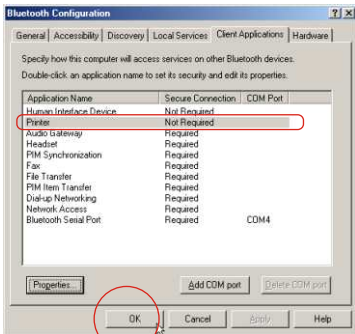 Bluetooth Configuration
General Accessibility Discovery Local Services Client Applications Hardware
Specify how this computer will access services on other Bluetooth devices.
Double-click an application name to set its security and edit its properties.
Application Name Secure Connection COM Port
Human Interface Device Not Required
Printer Not Required
Audio Gateway Required
Headset Required
PIM Synchronization Required
Fax Required
File Transfer Required
PIM Item Transfer Required
Dial-up Networking Required
Network Access Required
Bluetooth Serial Port Required COM4
Properties... Add COM port Delete COM port
OK Cancel Apply Help